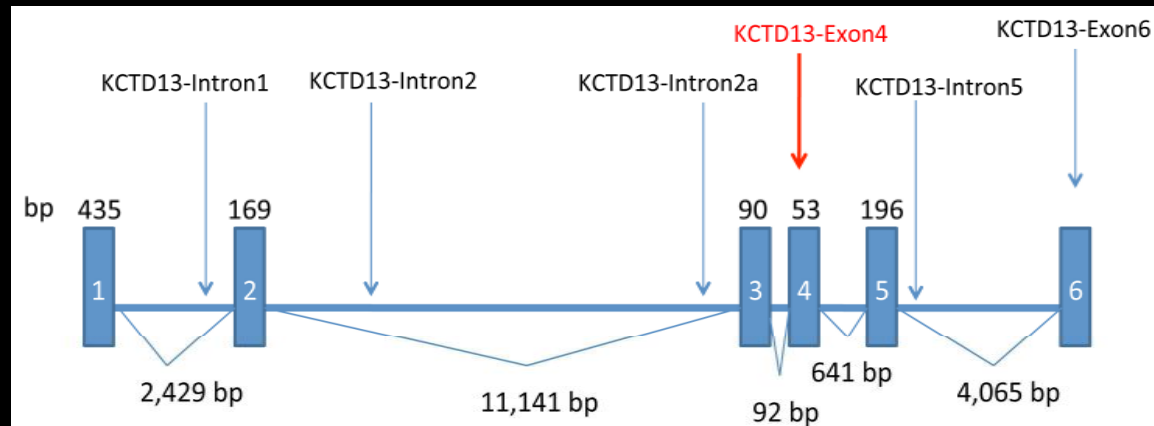 KCTD13-Exon4
KCTD13-Exon6
KCTD13-Intron1
KCTD13-Intron2
KCTD13-Intron2a
KCTD13-Intron5
bp 435 169 90 53 196
1 2 3 4 5 6
2,429 bp
11,141 bp
92 bp
641 bp
4,065 bp